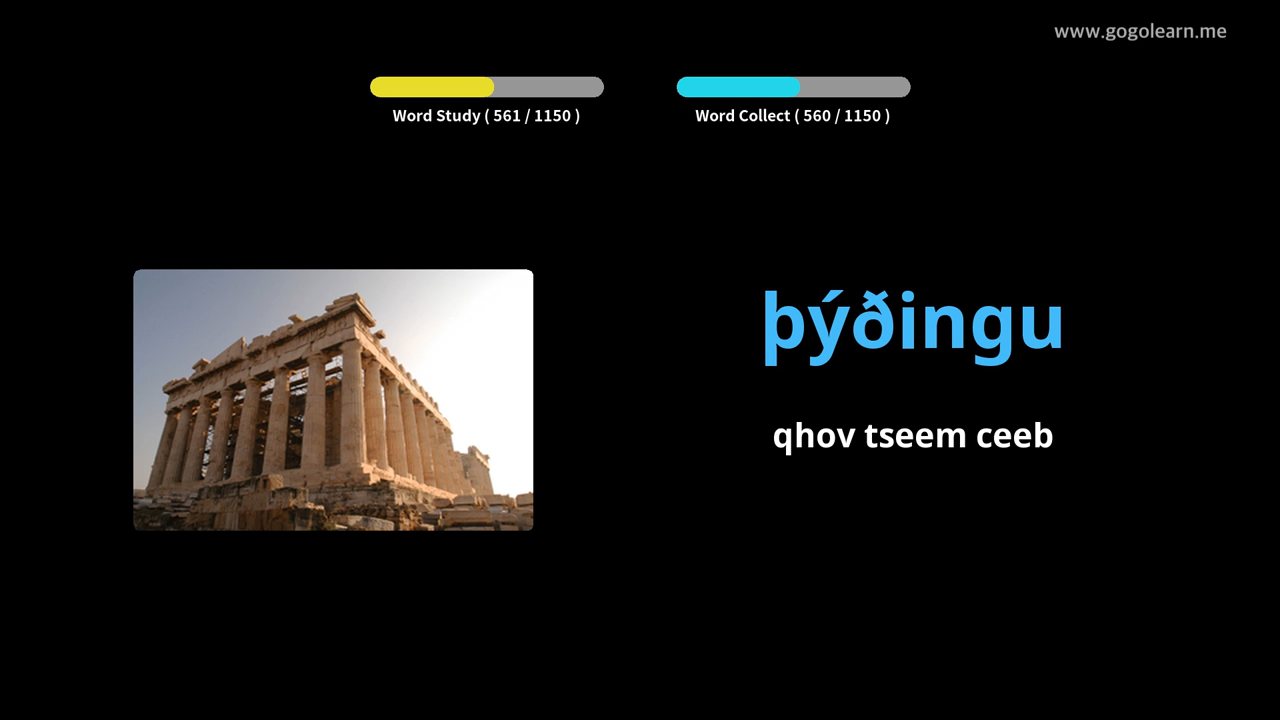 www.gogolearn.me
Word Study ( 561 / 1150 )
Word Collect ( 560 / 1150 )
þýðingu
qhov tseem ceeb